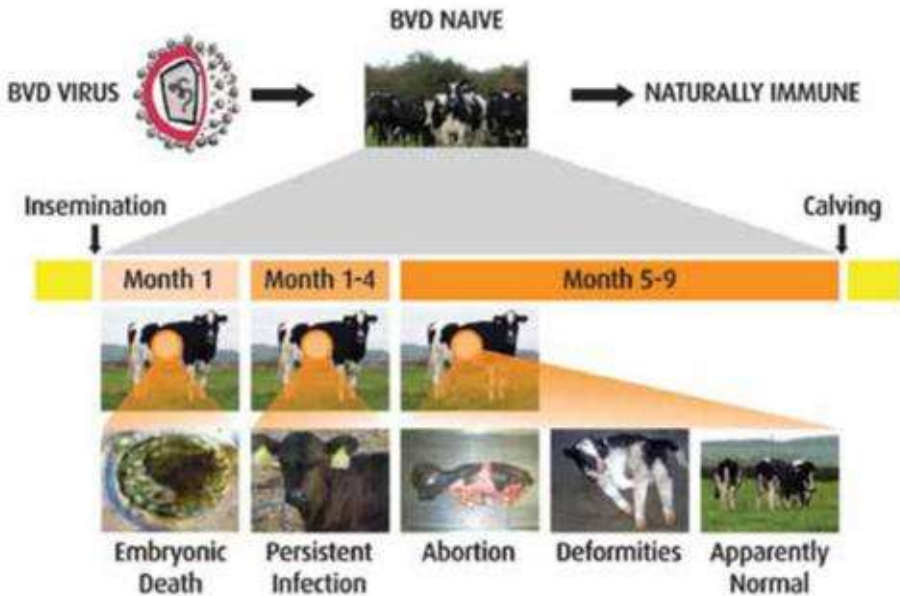 BVD NAIVE
BVD VIRUS
NATURALLY IMMUNE
Insemination
Calving
Month 1
Month 1-4
Month 5-9
Embryonic
Death
Persistent
Infection
Abortion
Deformities
Apparently
Normal